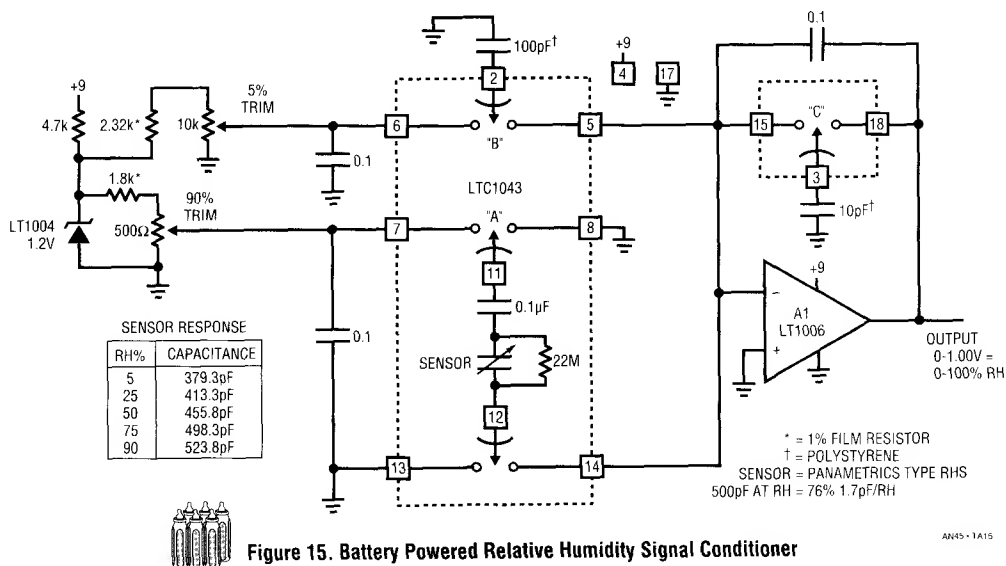 0.1
+9
100pF†
+9
4
17
2
5%
TRIM
4.7k
2.32k*
10k
6
"B"
5
15
"C"
18
0.1
3
LTC1043
10pF†
1.8k*
90%
TRIM
LT1004
1.2V
500Ω
7
"A"
8
11
+9
0.1µF
A1
LT1006
−
+
0.1
SENSOR
22M
OUTPUT
0-1.00V =
0-100% RH
12
SENSOR RESPONSE
RH% CAPACITANCE
5 379.3pF
25 413.3pF
50 455.8pF
75 498.3pF
90 523.8pF
13
14
* = 1% FILM RESISTOR
† = POLYSTYRENE
SENSOR = PANAMETRICS TYPE RHS
500pF AT RH = 76% 1.7pF/RH
Figure 15. Battery Powered Relative Humidity Signal Conditioner
AN45 • TA15